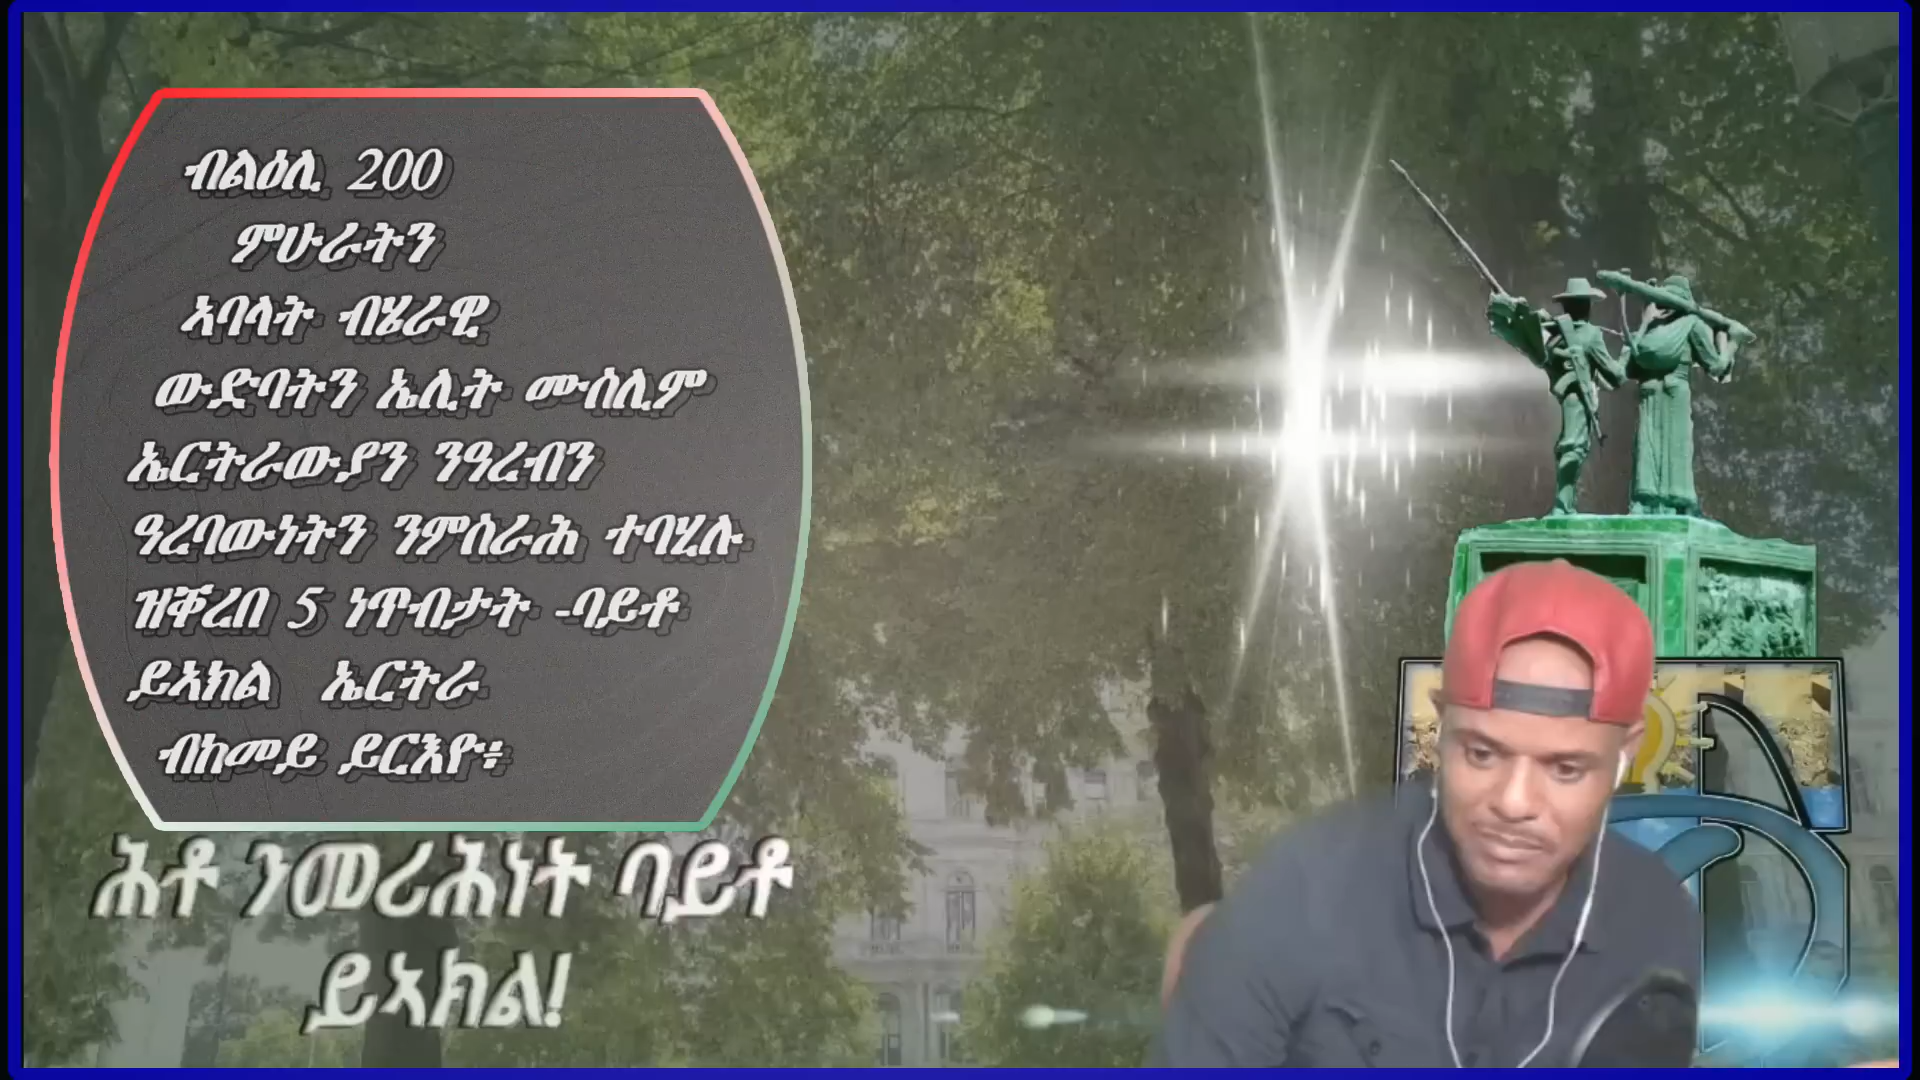 ብልዕሊ 200
ምሁራትን
ኣባላት ብሄራዊ
ውድባትን ኤሊት ሙስሊም
ኤርትራውያን ንዓረብን
ዓረባውነትን ንምስራሕ ተባሂሉ
ዝቐረበ 5 ነጥብታት -ባይቶ
ይኣክል ኤርትራ
ብከመይ ይርእዮ፧
ሕቶ ንመሪሕነት ባይቶ
ይኣክል!